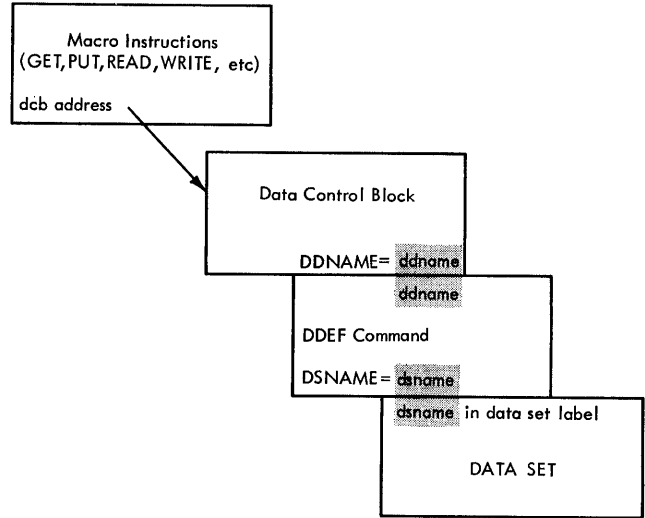 Macro Instructions
(GET,PUT,READ,WRITE, etc)
dcb address
Data Control Block
DDNAME= ddname
ddname
DDEF Command
DSNAME= dsname
dsname in data set label
DATA SET